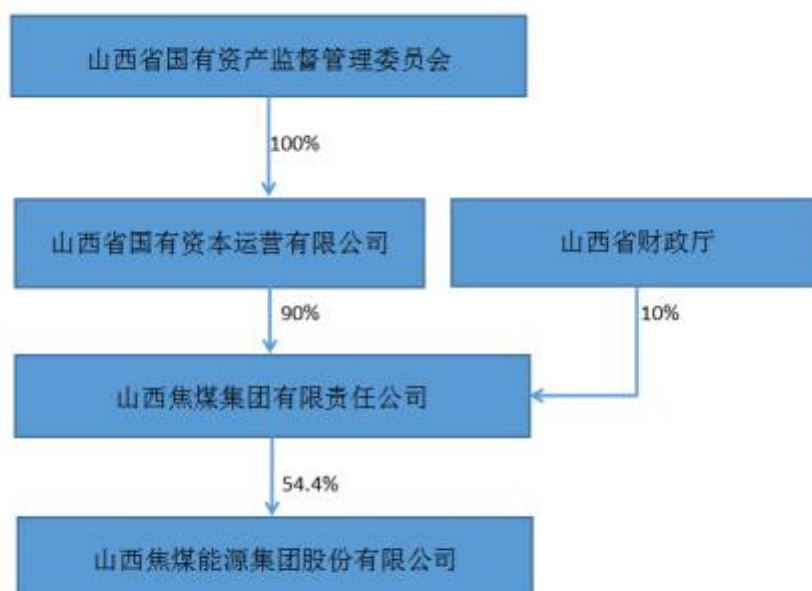 山西省国有资产监督管理委员会
100%
山西省国有资本运营有限公司
山西省财政厅
90%
10%
山西焦煤集团有限责任公司
54.4%
山西焦煤能源集团股份有限公司